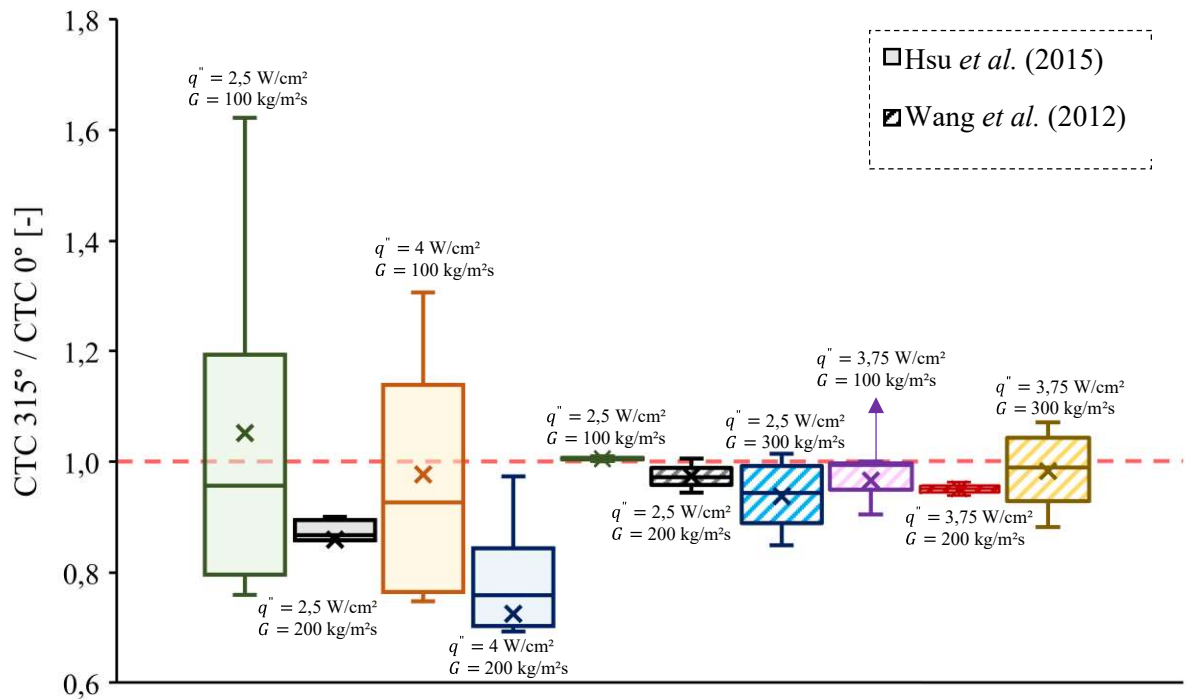 1,8
1,6
1,4
1,2
1,0
0,8
0,6
CTC 315° / CTC 0° [-]
Hsu et al. (2015)
Wang et al. (2012)
q" = 2,5 W/cm²
G = 100 kg/m²s
q" = 2,5 W/cm²
G = 200 kg/m²s
q" = 4 W/cm²
G = 100 kg/m²s
q" = 4 W/cm²
G = 200 kg/m²s
q" = 2,5 W/cm²
G = 100 kg/m²s
q" = 2,5 W/cm²
G = 200 kg/m²s
q" = 2,5 W/cm²
G = 300 kg/m²s
q" = 3,75 W/cm²
G = 100 kg/m²s
q" = 3,75 W/cm²
G = 200 kg/m²s
q" = 3,75 W/cm²
G = 300 kg/m²s